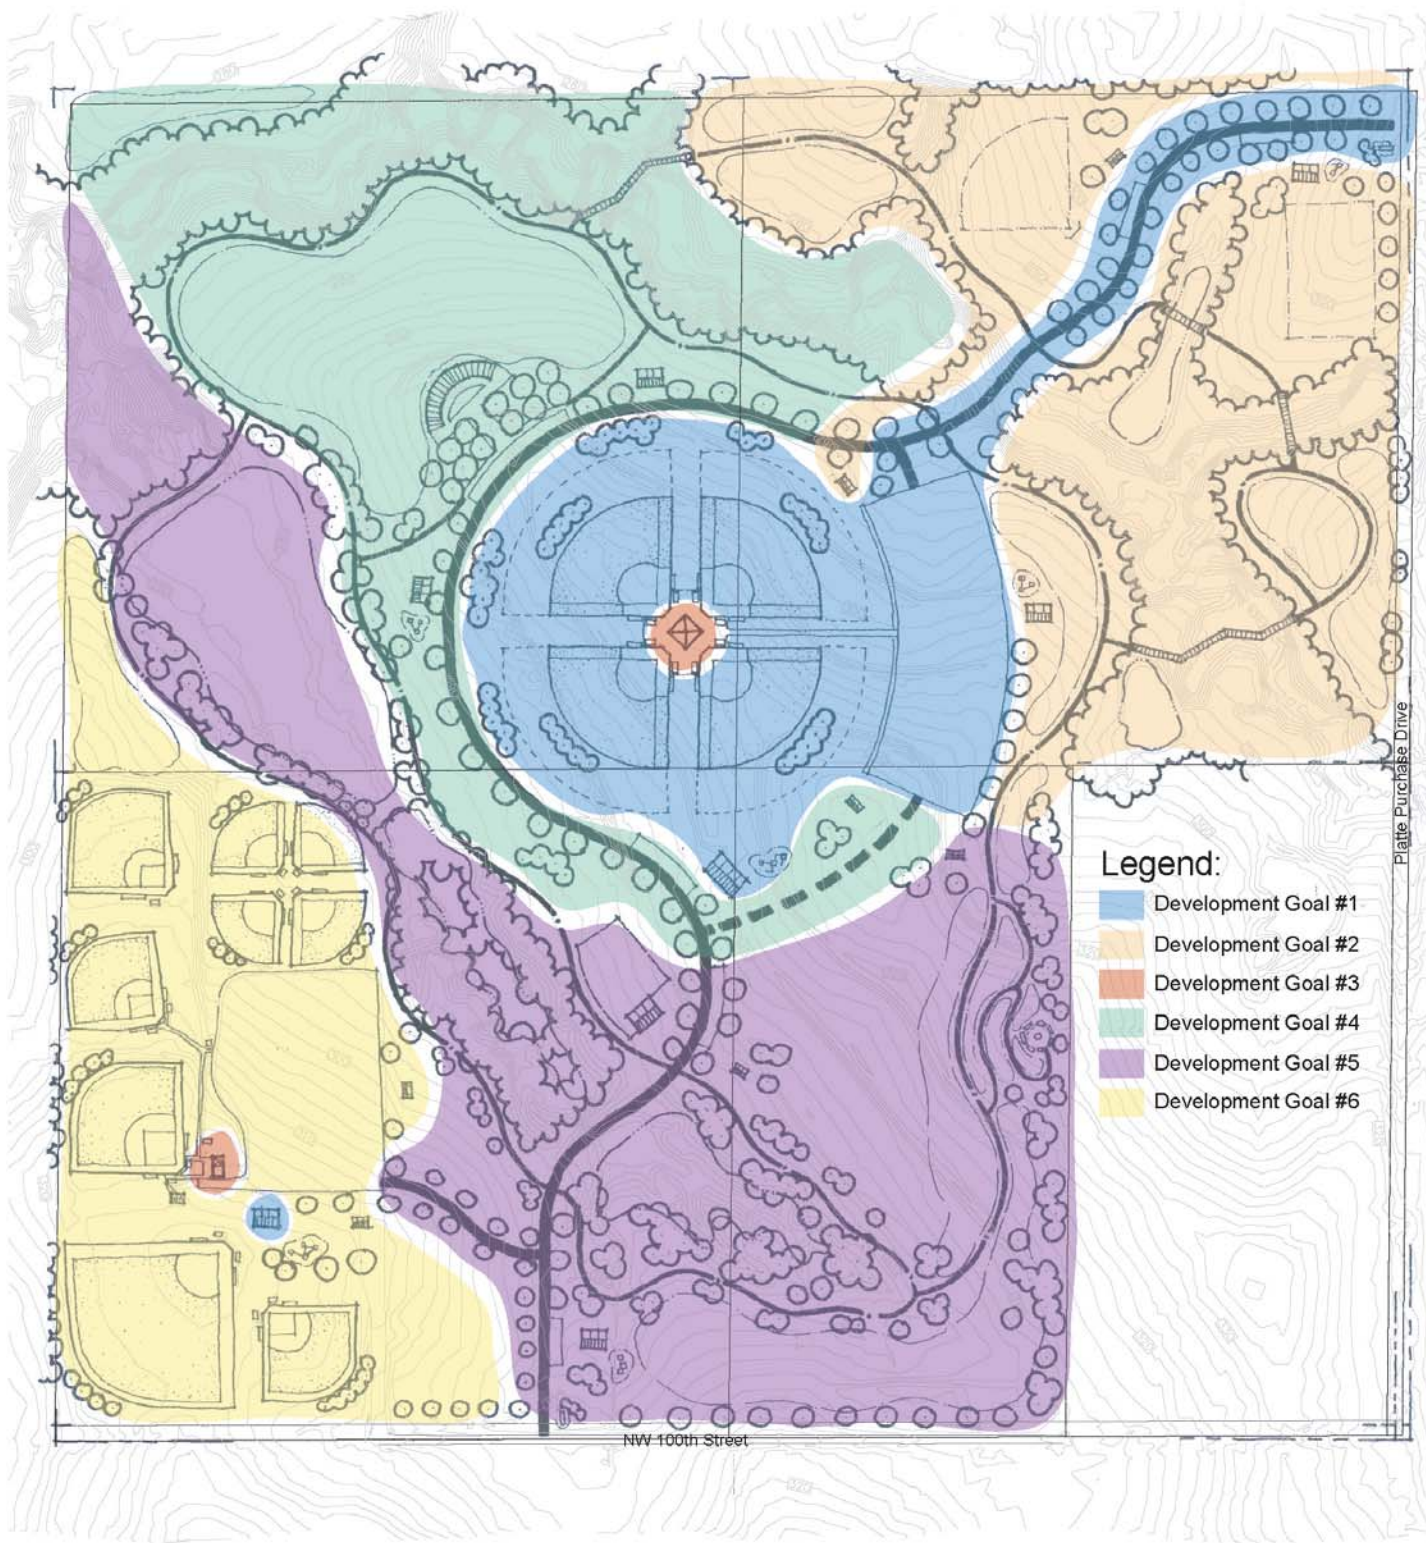 Platte Purchase Drive
Legend:
Development Goal #1
Development Goal #2
Development Goal #3
Development Goal #4
Development Goal #5
Development Goal #6
NW 100th Street